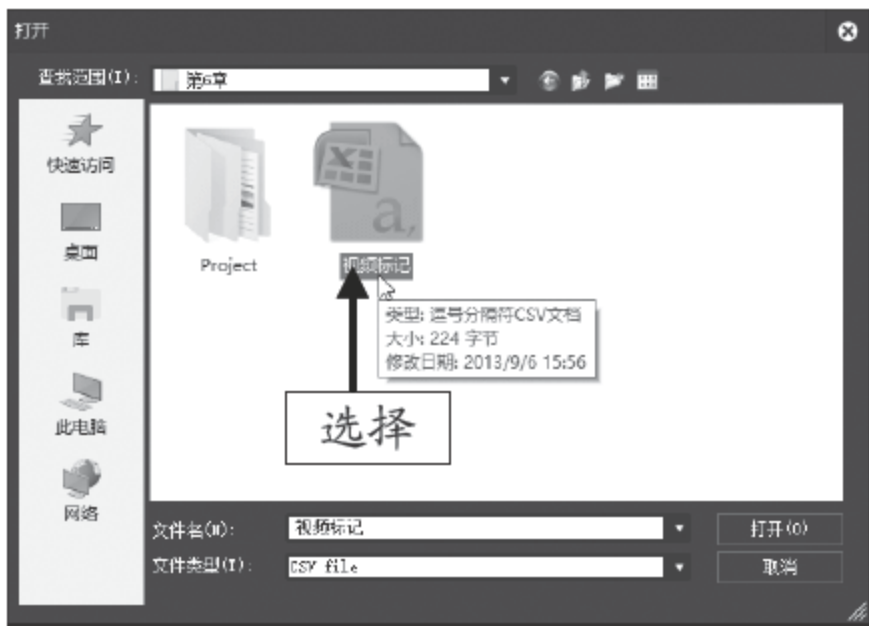 打开
查找范围(I):
第6章
快速访问
桌面
库
此电脑
网络
Project
视频标记
类型: 逗号分隔符CSV文档
大小: 224 字节
修改日期: 2013/9/6 15:56
选择
文件名(N):
视频标记
打开(O)
文件类型(T):
CSV file
取消